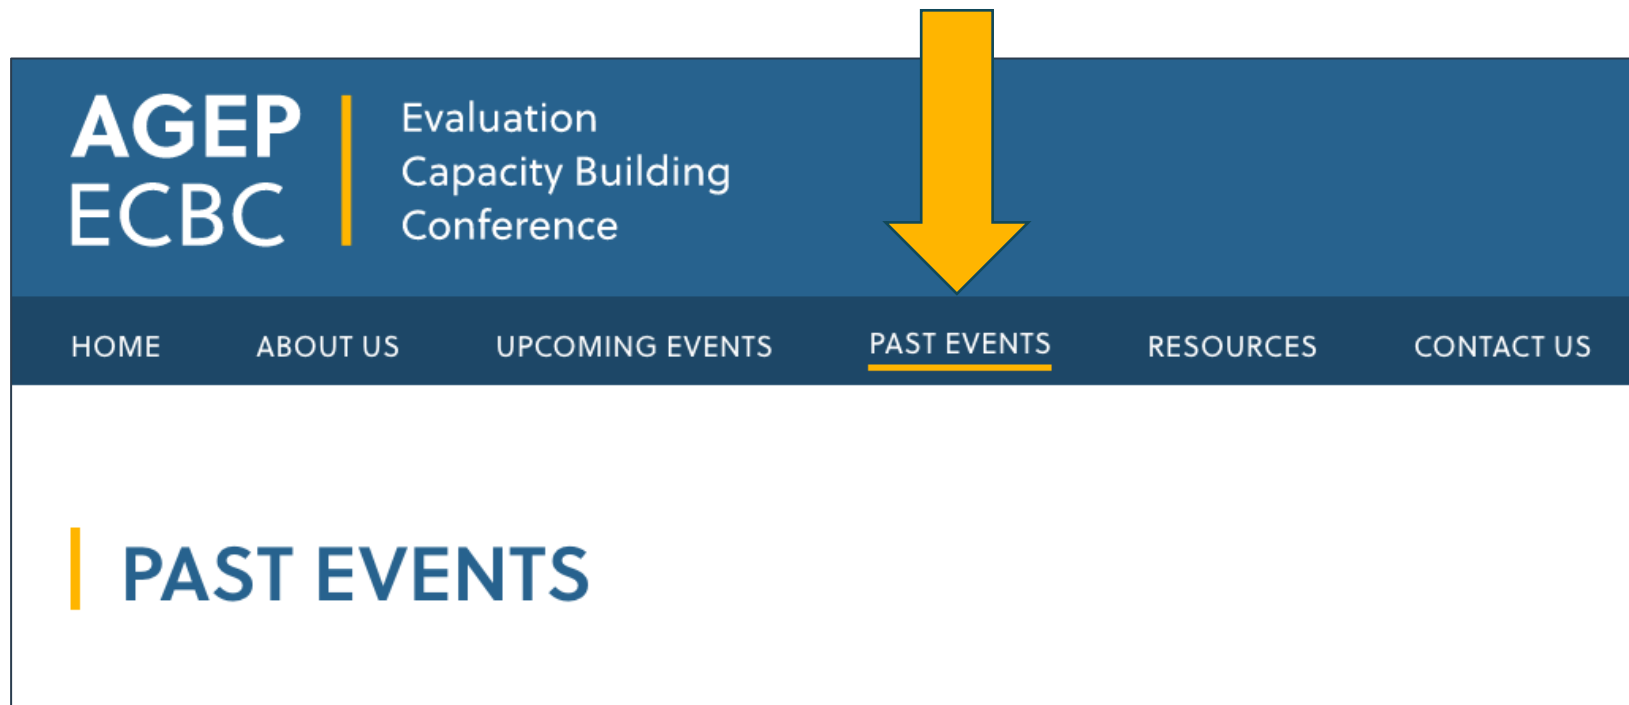 AGEP
ECBC
Evaluation
Capacity Building
Conference
HOME ABOUT US UPCOMING EVENTS PAST EVENTS RESOURCES CONTACT US
PAST EVENTS